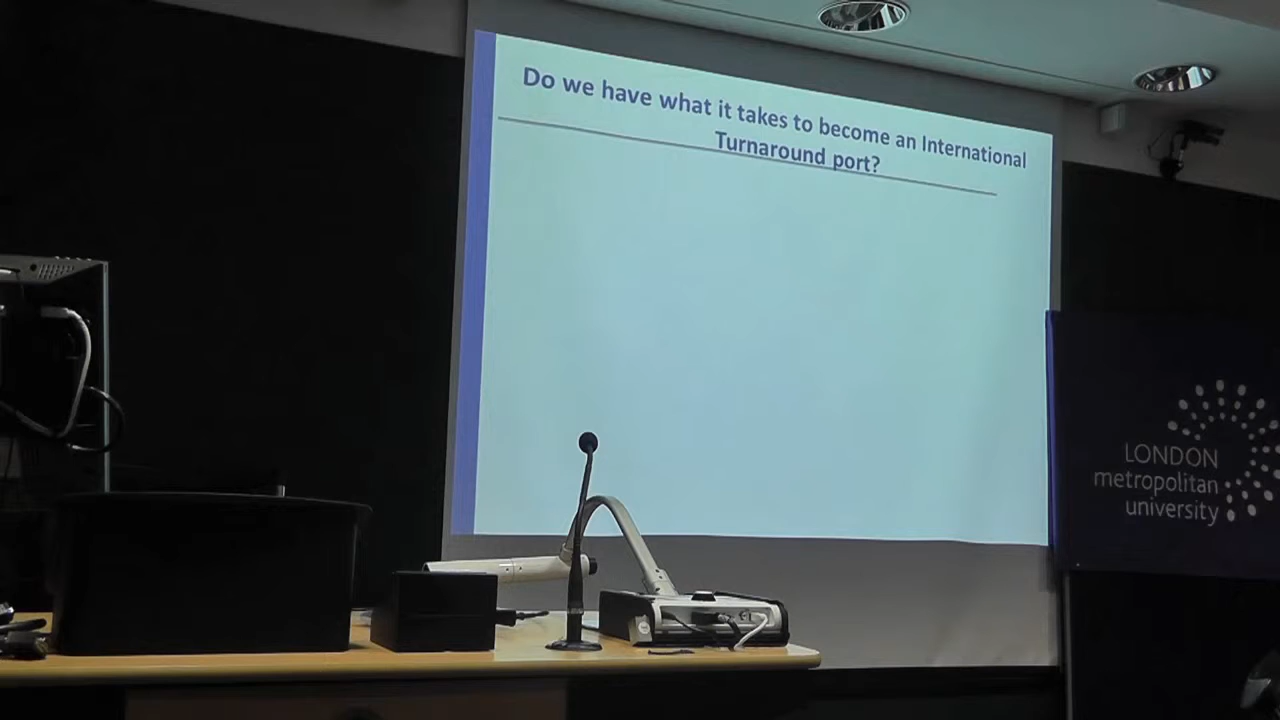 Do we have what it takes to become an International
Turnaround port?
LONDON
metropolitan
university